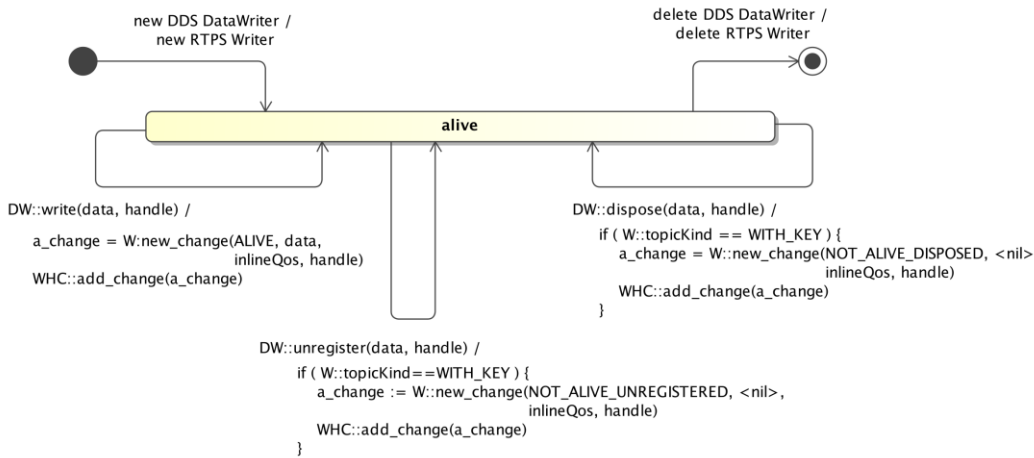 new DDS DataWriter /
new RTPS Writer
delete DDS DataWriter /
delete RTPS Writer
alive
DW::write(data, handle) /
a_change = W:new_change(ALIVE, data,
inlineQos, handle)
WHC::add_change(a_change)
DW::dispose(data, handle) /
if ( W::topicKind == WITH_KEY ) {
a_change = W::new_change(NOT_ALIVE_DISPOSED, <nil>
inlineQos, handle)
WHC::add_change(a_change)
}
DW::unregister(data, handle) /
if ( W::topicKind==WITH_KEY ) {
a_change := W::new_change(NOT_ALIVE_UNREGISTERED, <nil>,
inlineQos, handle)
WHC::add_change(a_change)
}